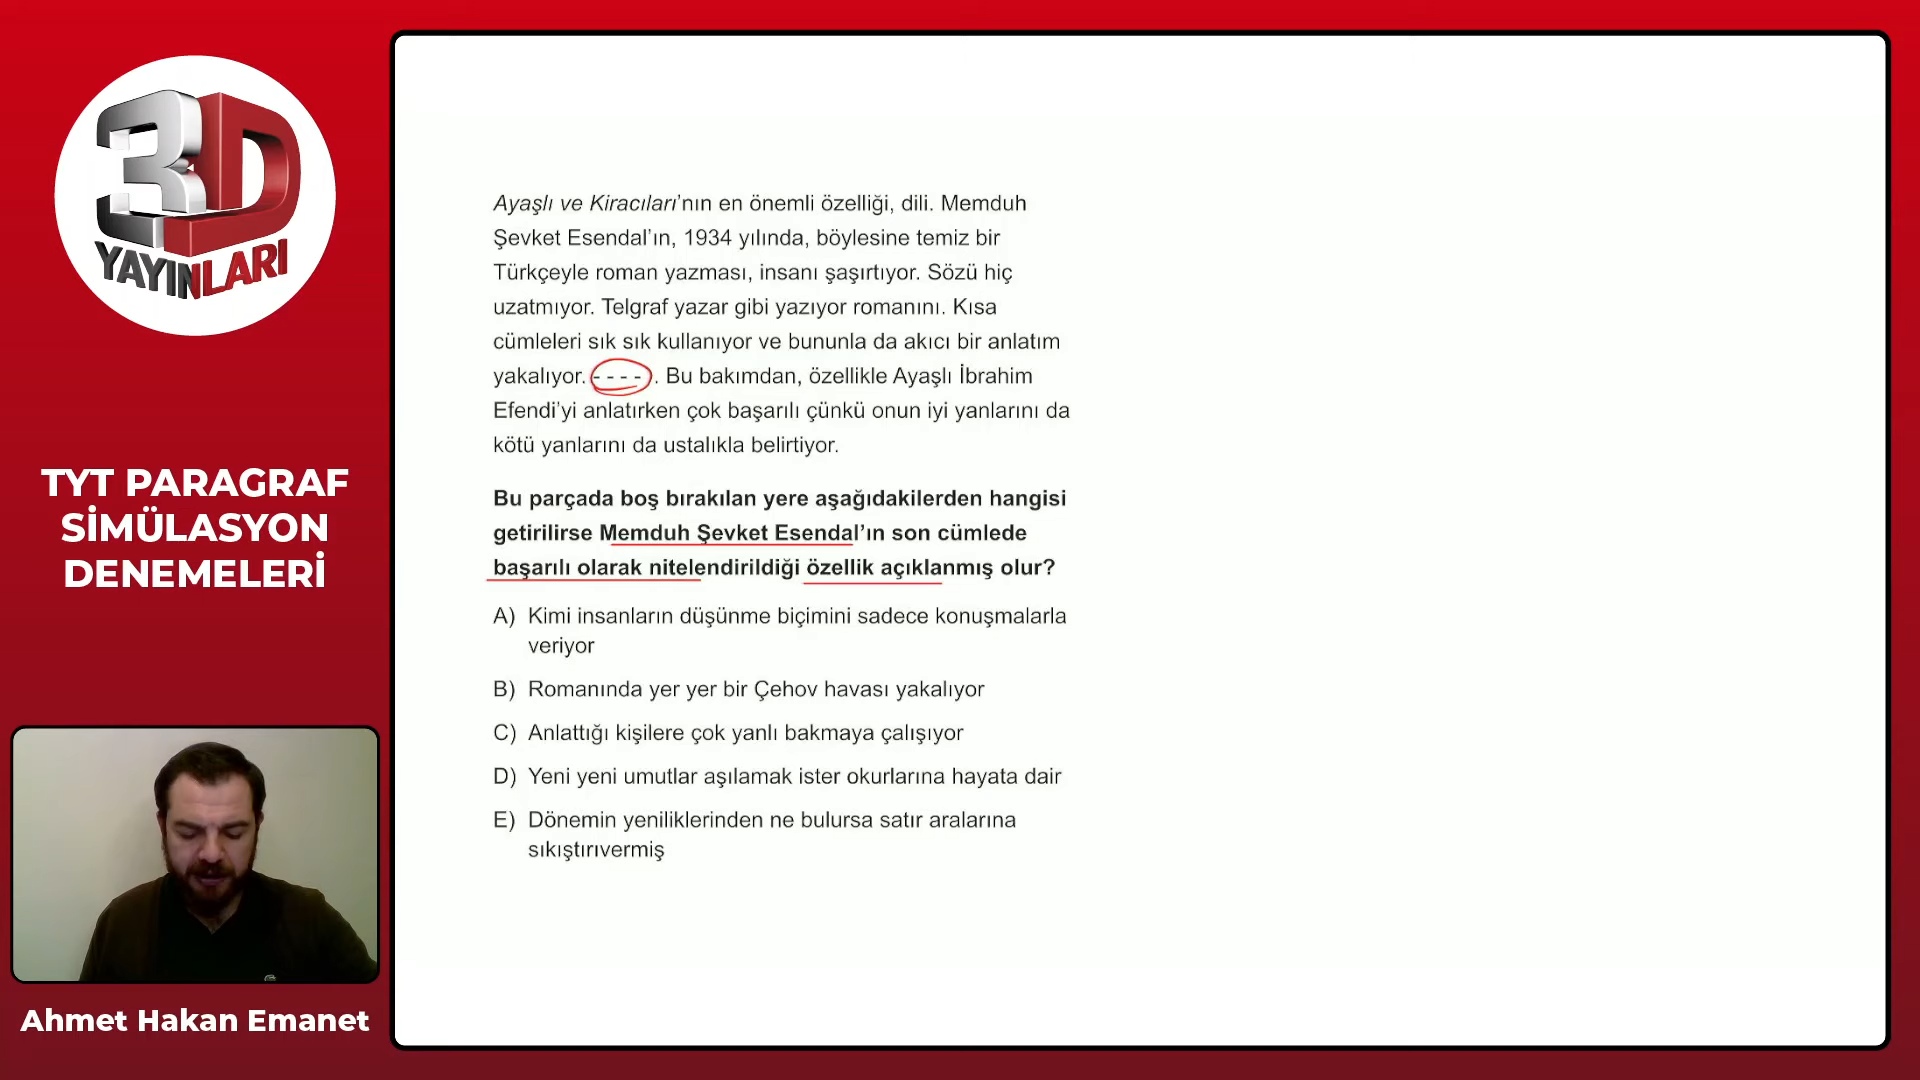 3D
YAYINLARI
TYT PARAGRAF
SİMÜLASYON
DENEMELERİ
Ahmet Hakan Emanet
Ayaşlı ve Kiracıları'nın en önemli özelliği, dili. Memduh
Şevket Esendal'ın, 1934 yılında, böylesine temiz bir
Türkçeyle roman yazması, insanı şaşırtıyor. Sözü hiç
uzatmıyor. Telgraf yazar gibi yazıyor romanını. Kısa
cümleleri sık sık kullanıyor ve bununla da akıcı bir anlatım
yakalıyor. - - - - . Bu bakımdan, özellikle Ayaşlı İbrahim
Efendi'yi anlatırken çok başarılı çünkü onun iyi yanlarını da
kötü yanlarını da ustalıkla belirtiyor.
Bu parçada boş bırakılan yere aşağıdakilerden hangisi
getirilirse Memduh Şevket Esendal'ın son cümlede
başarılı olarak nitelendirildiği özellik açıklanmış olur?
A) Kimi insanların düşünme biçimini sadece konuşmalarla
veriyor
B) Romanında yer yer bir Çehov havası yakalıyor
C) Anlattığı kişilere çok yanlı bakmaya çalışıyor
D) Yeni yeni umutlar aşılamak ister okurlarına hayata dair
E) Dönemin yeniliklerinden ne bulursa satır aralarına
sıkıştırıvermiş